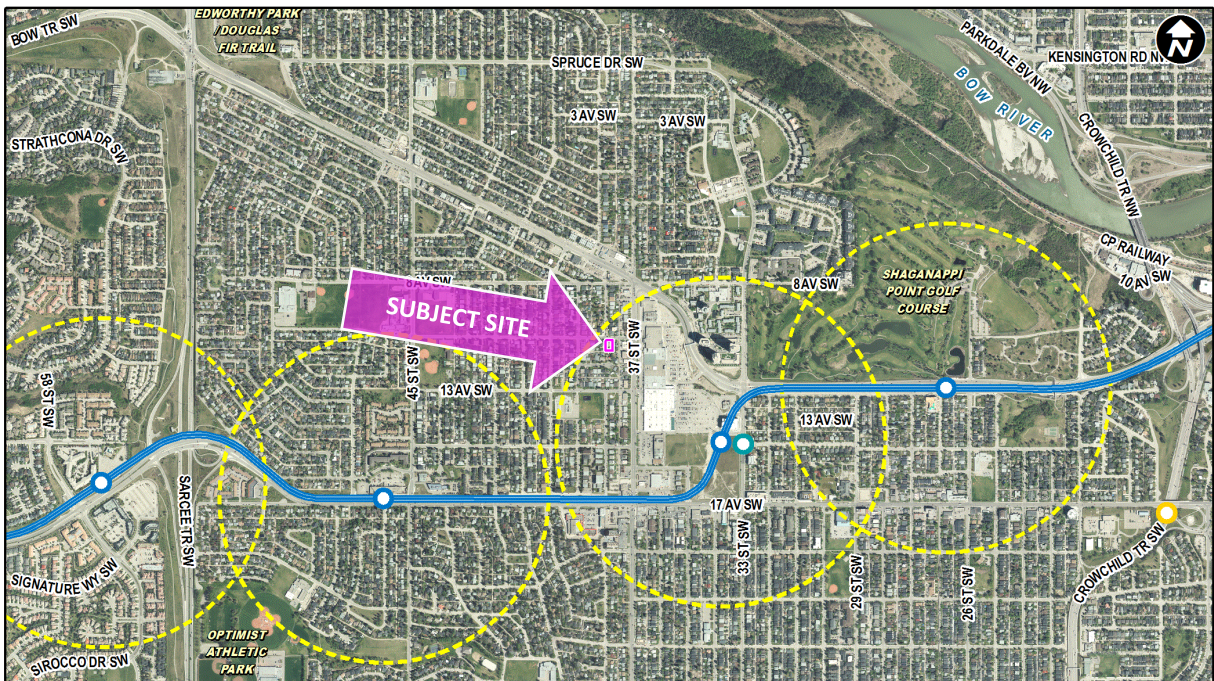 EDWORTHY PARK
/DOUGLAS
FIR TRAIL
BOW TR SW
PARKDALE BV NW
N
SPRUCE DR SW
KENSINGTON RD N
BOW RIVER
3 AV SW
3 AV SW
STRATHCONA DR SW
CROWCHILD TR NW
CP RAILWAY
10 AV SW
8 AV SW
8 AV SW
SHAGANAPPI
POINT GOLF
COURSE
SUBJECT SITE
37 ST SW
45 ST SW
58 ST SW
13 AV SW
13 AV SW
SARCEE TR SW
17 AV SW
33 ST SW
29 ST SW
26 ST SW
CROWCHILD TR SW
SIGNATURE WY SW
OPTIMIST
ATHLETIC
PARK
SIROCCO DR SW